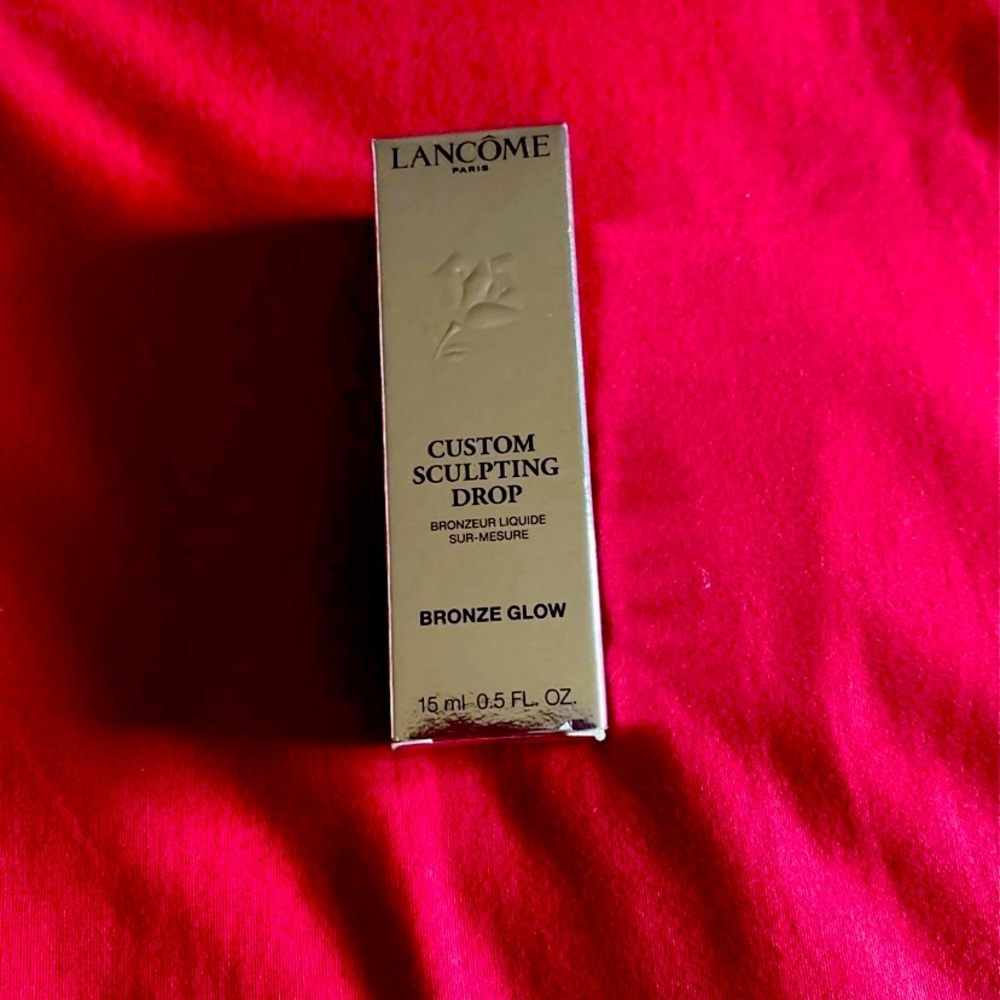 LANCÔME
PARIS
CUSTOM
SCULPTING
DROP
BRONZEUR LIQUIDE
SUR-MESURE
BRONZE GLOW
15 ml 0.5 FL. OZ.